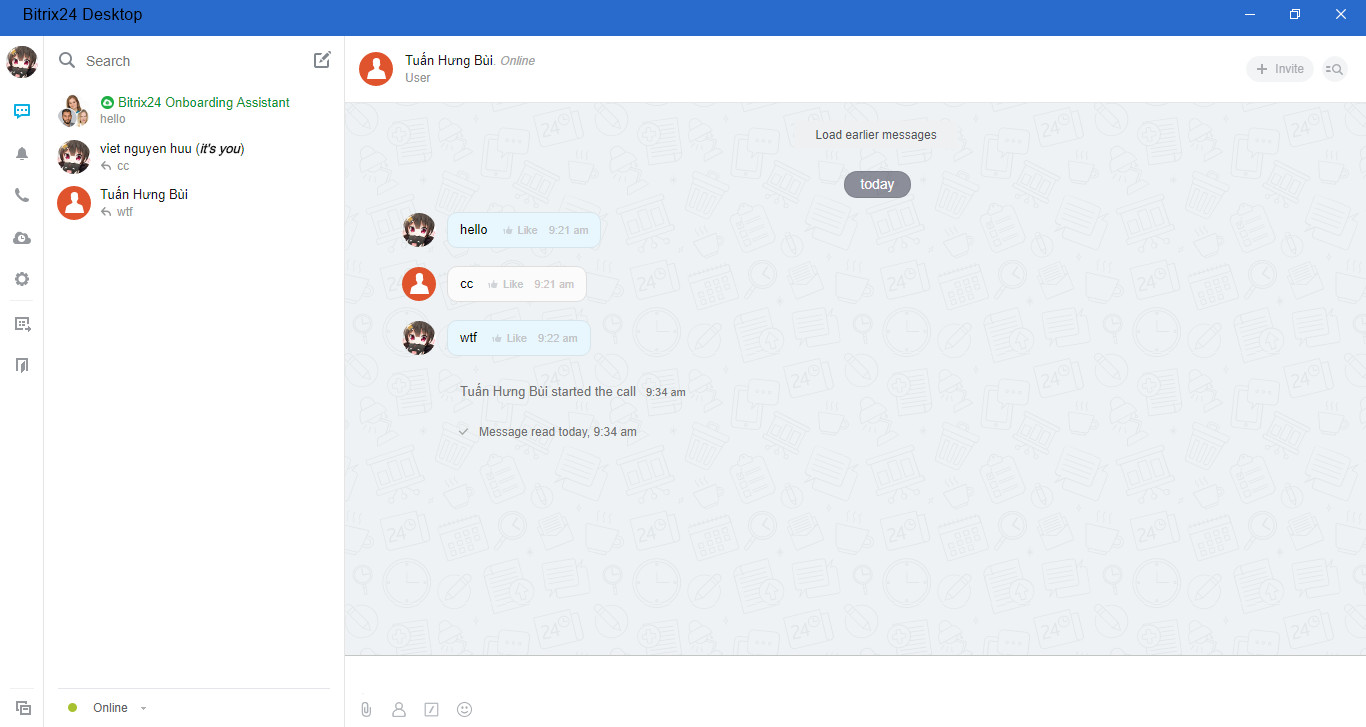 Bitrix24 Desktop
Search
Bitrix24 Onboarding Assistant
hello
viet nguyen huu (it's you)
cc
Tuấn Hưng Bùi
wtf
Online
Tuấn Hưng Bùi. Online
User
Invite
Load earlier messages
today
hello Like 9:21 am
cc Like 9:21 am
wtf Like 9:22 am
Tuấn Hưng Bùi started the call 9:34 am
Message read today, 9:34 am